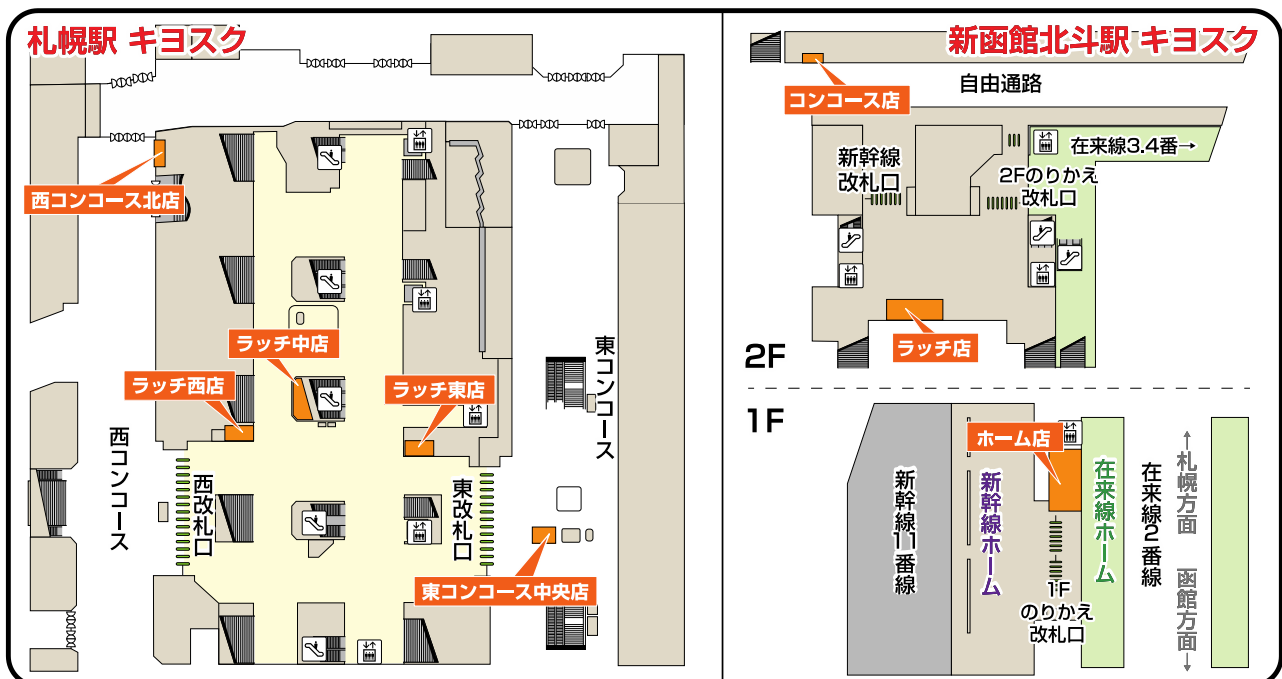 札幌駅 キヨスク
西コンコース北店
ラッチ中店
ラッチ西店
ラッチ東店
東コンコース
西コンコース
西改札口
東改札口
東コンコース中央店
新函館北斗駅 キヨスク
コンコース店
自由通路
新幹線
改札口
在来線3.4番→
2Fのりかえ
改札口
ラッチ店
2F
1F
ホーム店
新幹線11番線
新幹線ホーム
1F
のりかえ
改札口
在来線ホーム
在来線2番線
←札幌方面
函館方面→